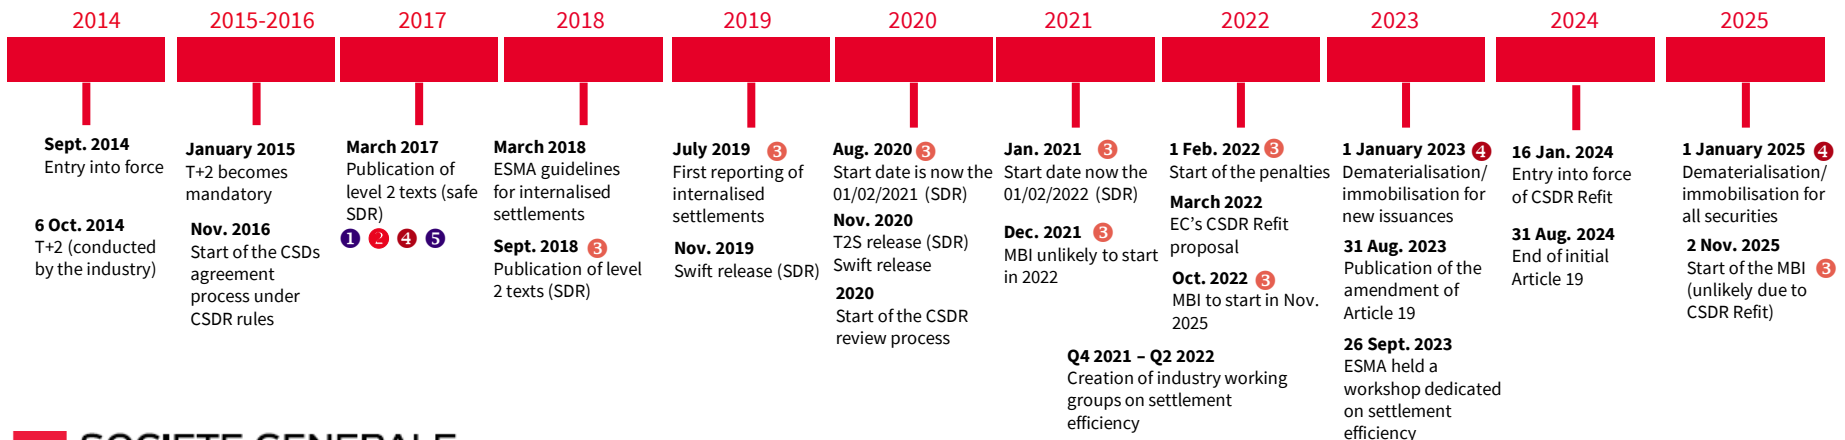 2014
2015-2016
2017
2018
2019
2020
2021
2022
2023
2024
2025
Sept. 2014
Entry into force
6 Oct. 2014
T+2 (conducted
by the industry)
January 2015
T+2 becomes
mandatory
Nov. 2016
Start of the CSDs
agreement
process under
CSDR rules
March 2017
Publication of
level 2 texts (safe
SDR)
1 2 4 5
March 2018
ESMA guidelines
for internalised
settlements
Sept. 2018 3
Publication of level
2 texts (SDR)
July 2019 3
First reporting of
internalised
settlements
Nov. 2019
Swift release (SDR)
Aug. 2020 3
Start date is now the
01/02/2021 (SDR)
Nov. 2020
T2S release (SDR)
Swift release
2020
Start of the CSDR
review process
Jan. 2021 3
Start date now the
01/02/2022 (SDR)
Dec. 2021 3
MBI unlikely to start
in 2022
Q4 2021 – Q2 2022
Creation of industry working
groups on settlement
efficiency
1 Feb. 2022 3
Start of the penalties
March 2022
EC's CSDR Refit
proposal
Oct. 2022 3
MBI to start in Nov.
2025
1 January 2023 4
Dematerialisation/
immobilisation for
new issuances
31 Aug. 2023
Publication of the
amendment of
Article 19
26 Sept. 2023
ESMA held a
workshop dedicated
on settlement
efficiency
16 Jan. 2024
Entry into force
of CSDR Refit
31 Aug. 2024
End of initial
Article 19
1 January 2025 4
Dematerialisation/
immobilisation for
all securities
2 Nov. 2025
Start of the MBI 3
(unlikely due to
CSDR Refit)
SOCIETE GENERALE